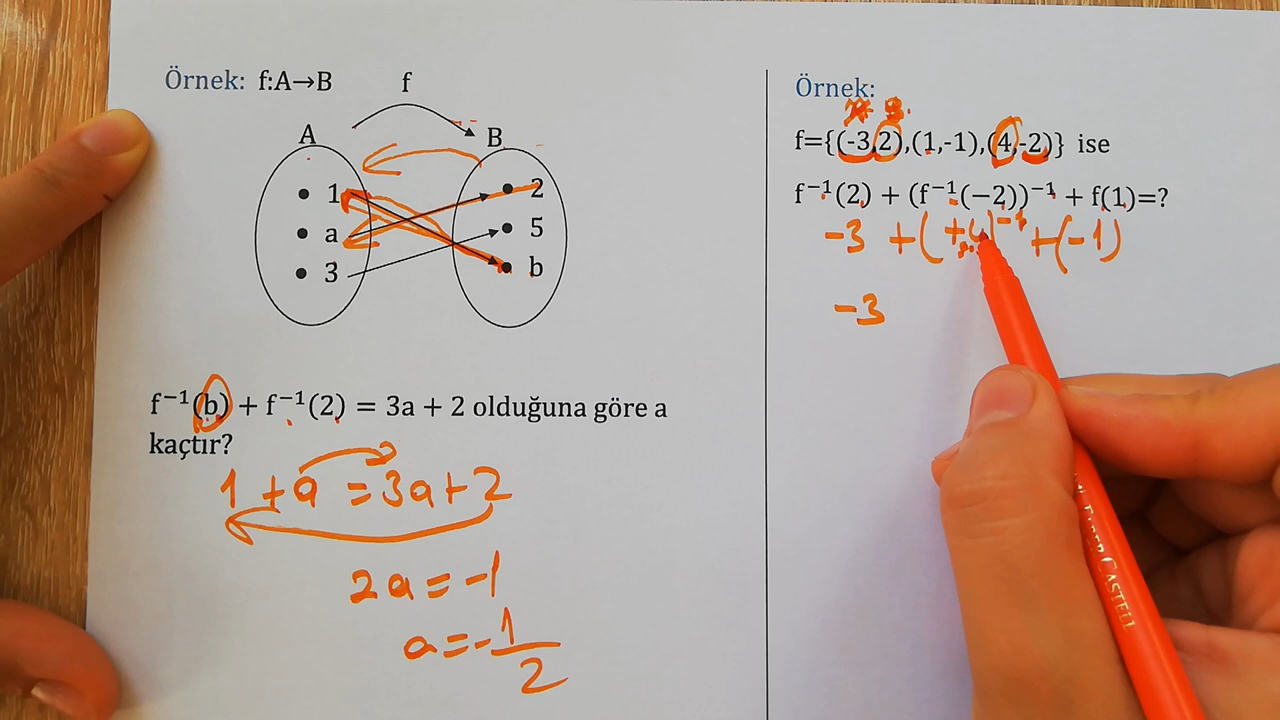 Örnek: f:A→B
f
A
B
1
2
a
5
3
b
f⁻¹(b) + f⁻¹(2) = 3a + 2 olduğuna göre a
kaçtır?
1 + a = 3a + 2
2a = -1
a = -1/2
Örnek:
f={(-3,2),(1,-1),(4,-2)} ise
f⁻¹(2) + (f⁻¹(−2))⁻¹ + f(1)=?
-3 + (+4)⁻¹ + (-1)
-3
FABER CASTELL